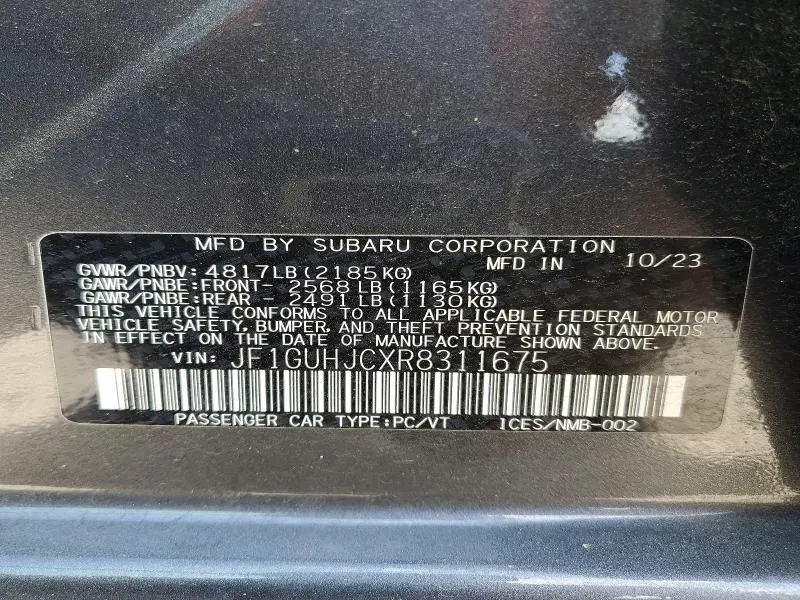 MFD BY SUBARU CORPORATION
MFD IN 10/23
GVWR/PNBV: 4817LB(2185KG)
GAWR/PNBE:FRONT- 2568LB(1165KG)
GAWR/PNBE:REAR - 2491LB(1130KG)
THIS VEHICLE CONFORMS TO ALL APPLICABLE FEDERAL MOTOR
VEHICLE SAFETY, BUMPER, AND THEFT PREVENTION STANDARDS
IN EFFECT ON THE DATE OF MANUFACTURE SHOWN ABOVE.
VIN: JF1GUHJCXR8311675
PASSENGER CAR TYPE:PC/VT 1CES/NMB-002